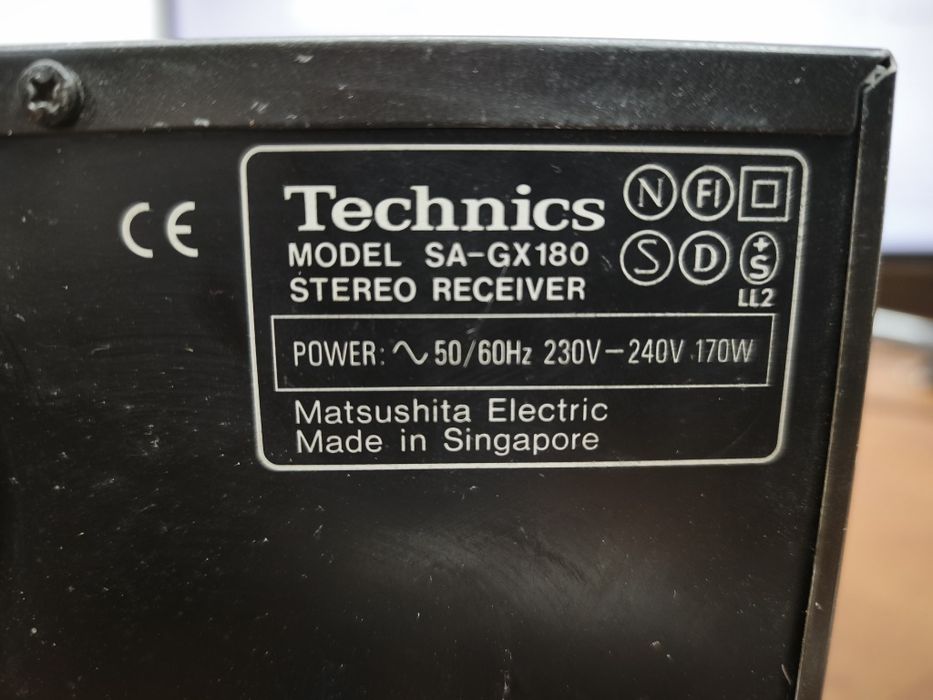 CE
Technics
MODEL SA-GX180
STEREO RECEIVER
N FI
S D +S
LL2
POWER: ∿ 50/60Hz 230V-240V 170W
Matsushita Electric
Made in Singapore